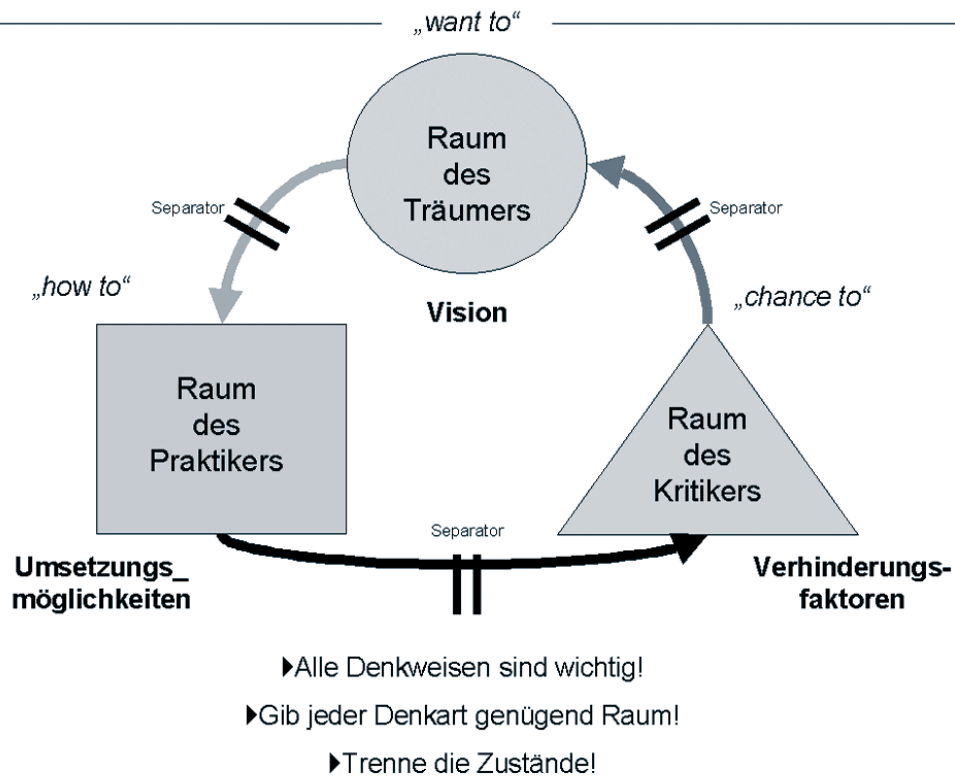 „want to“
Raum
des
Träumers
Separator
Separator
„how to“
Vision
„chance to“
Raum
des
Praktikers
Raum
des
Kritikers
Separator
Umsetzungs_
möglichkeiten
Verhinderungs-
faktoren
Alle Denkweisen sind wichtig!
Gib jeder Denkart genügend Raum!
Trenne die Zustände!